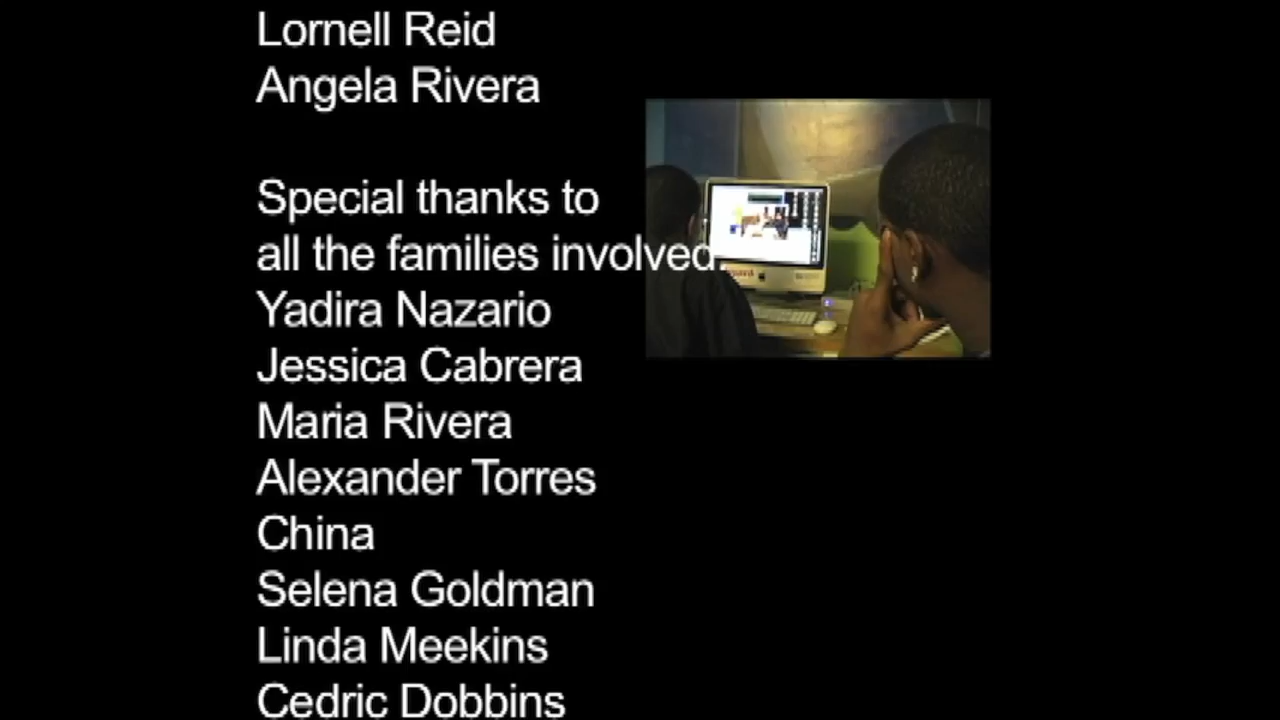 Lornell Reid
Angela Rivera
Special thanks to
all the families involved.
Yadira Nazario
Jessica Cabrera
Maria Rivera
Alexander Torres
China
Selena Goldman
Linda Meekins
Cedric Dobbins